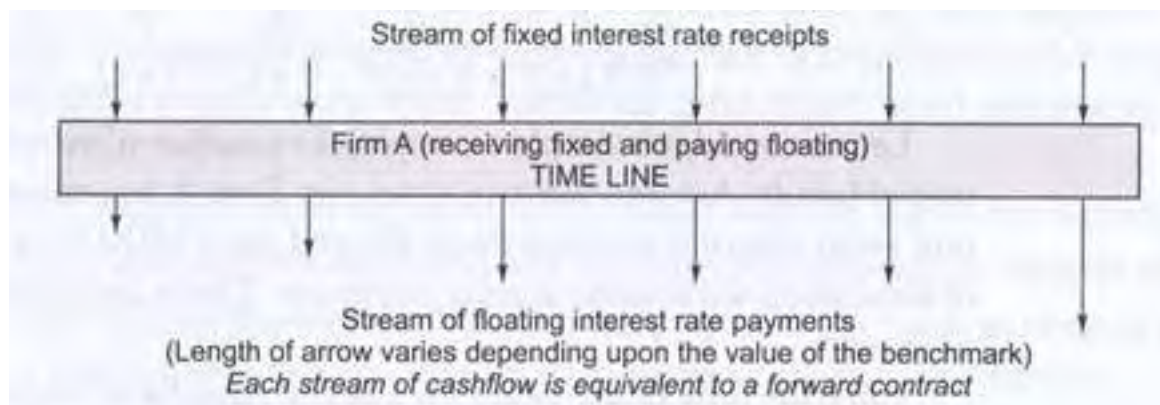 Stream of fixed interest rate receipts
Firm A (receiving fixed and paying floating)
TIME LINE
Stream of floating interest rate payments
(Length of arrow varies depending upon the value of the benchmark)
Each stream of cashflow is equivalent to a forward contract